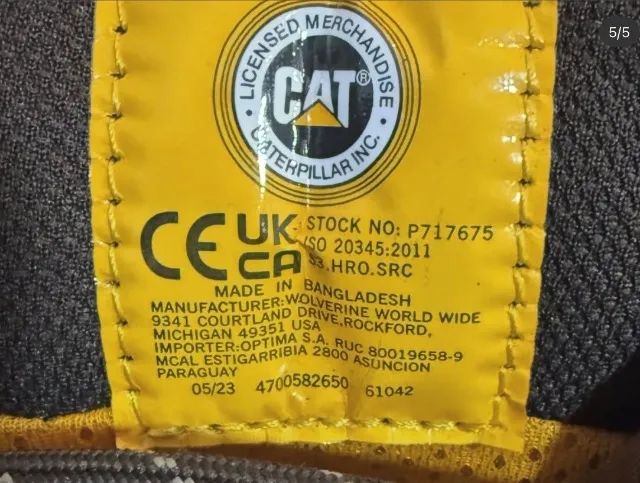 5/5
LICENSED MERCHANDISE
CAT®
CATERPILLAR INC.
CE UK CA
STOCK NO: P717675
ISO 20345:2011
S3.HRO.SRC
MADE IN BANGLADESH
MANUFACTURER:WOLVERINE WORLD WIDE
9341 COURTLAND DRIVE,ROCKFORD,
MICHIGAN 49351 USA
IMPORTER:OPTIMA S.A. RUC 80019658-9
MCAL ESTIGARRIBIA 2800 ASUNCION
PARAGUAY
05/23 4700582650 61042